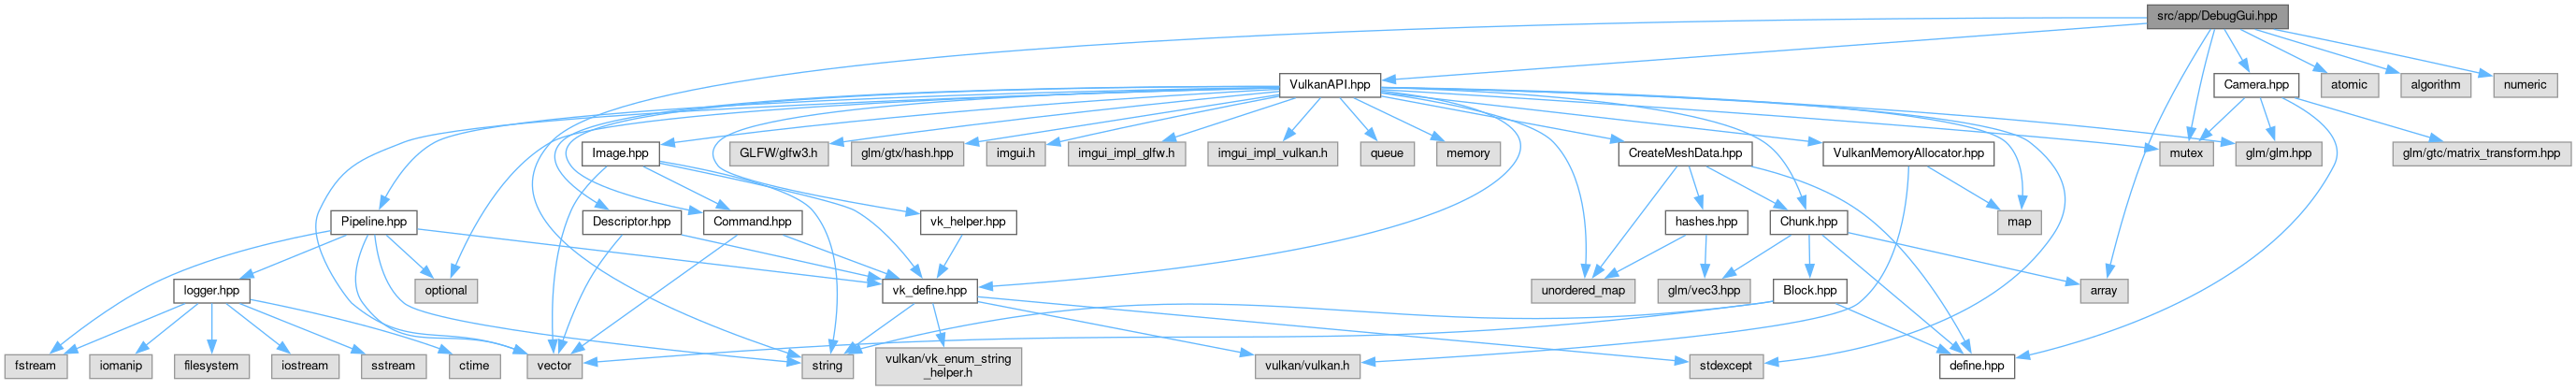 src/app/DebugGui.hpp
VulkanAPI.hpp
Camera.hpp
atomic
algorithm
numeric
Image.hpp
GLFW/glfw3.h
glm/gtx/hash.hpp
imgui.h
imgui_impl_glfw.h
imgui_impl_vulkan.h
queue
memory
CreateMeshData.hpp
VulkanMemoryAllocator.hpp
mutex
glm/glm.hpp
glm/gtc/matrix_transform.hpp
Pipeline.hpp
Descriptor.hpp
Command.hpp
vk_helper.hpp
hashes.hpp
Chunk.hpp
map
logger.hpp
optional
vk_define.hpp
unordered_map
glm/vec3.hpp
Block.hpp
array
fstream
iomanip
filesystem
iostream
sstream
ctime
vector
string
vulkan/vk_enum_string
_helper.h
vulkan/vulkan.h
stdexcept
define.hpp